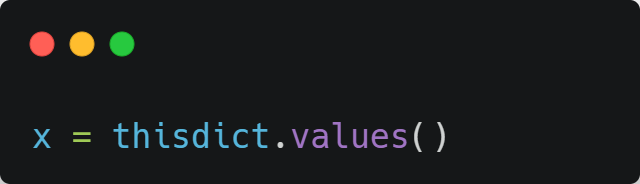 x = thisdict.values()